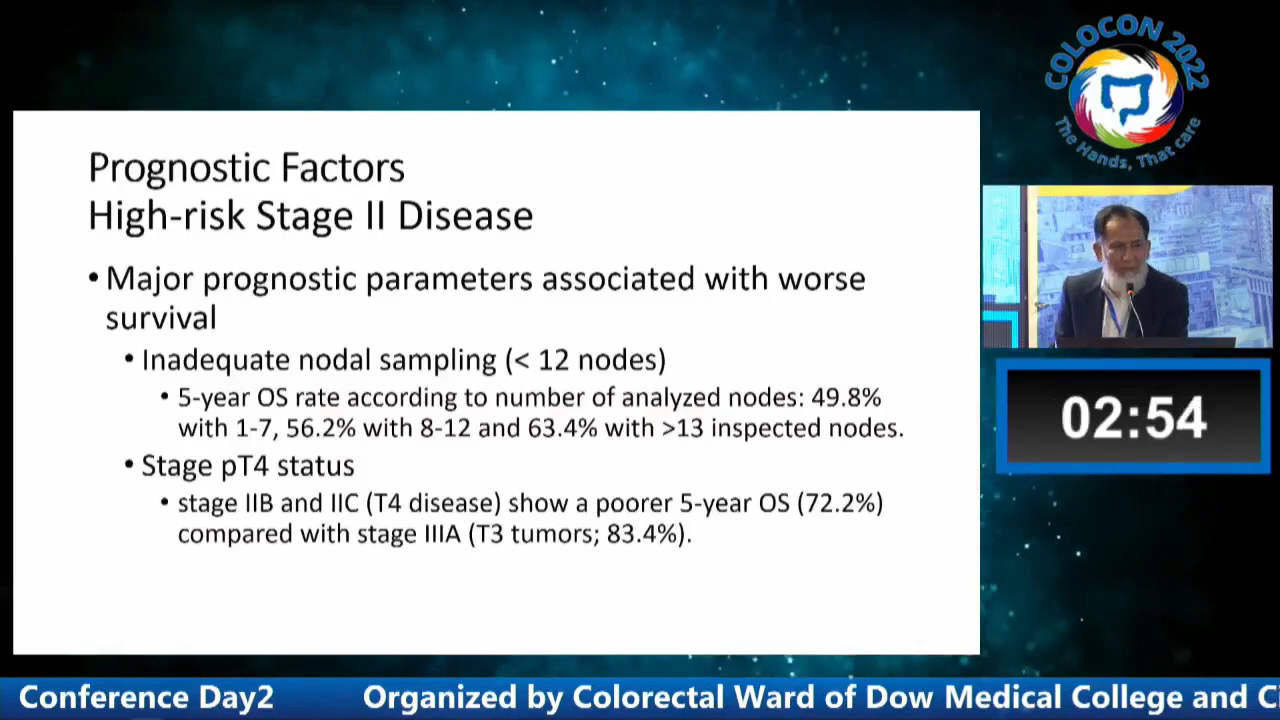 COLOCON 2022
The Hands, That care
Prognostic Factors
High-risk Stage II Disease
• Major prognostic parameters associated with worse
survival
• Inadequate nodal sampling (< 12 nodes)
• 5-year OS rate according to number of analyzed nodes: 49.8%
with 1-7, 56.2% with 8-12 and 63.4% with >13 inspected nodes.
• Stage pT4 status
• stage IIB and IIC (T4 disease) show a poorer 5-year OS (72.2%)
compared with stage IIIA (T3 tumors; 83.4%).
02:54
Conference Day2 Organized by Colorectal Ward of Dow Medical College and